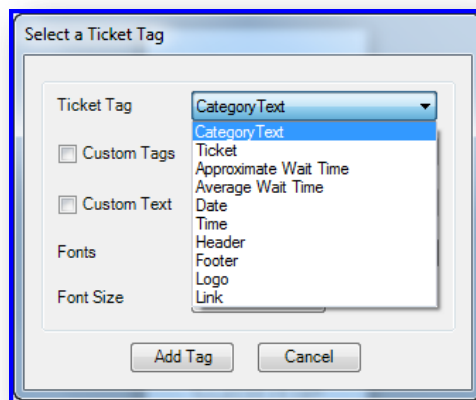 Select a Ticket Tag
Ticket Tag
CategoryText
CategoryText
Custom Tags
Ticket
Approximate Wait Time
Average Wait Time
Custom Text
Date
Time
Fonts
Header
Footer
Font Size
Logo
Link
Add Tag
Cancel